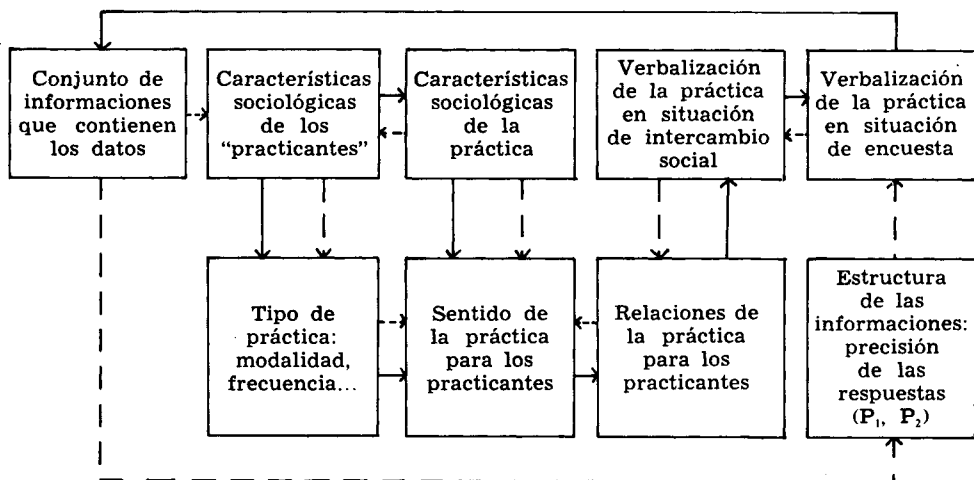 Conjunto de
informaciones
que contienen
los datos
Características
sociológicas
de los
“practicantes”
Características
sociológicas
de la
práctica
Verbalización
de la práctica
en situación
de intercambio
social
Verbalización
de la práctica
en situación
de encuesta
Tipo de
práctica:
modalidad,
frecuencia...
Sentido de
la práctica
para los
practicantes
Relaciones de
la práctica
para los
practicantes
Estructura
de las
informaciones:
precisión
de las
respuestas
(P₁, P₂)